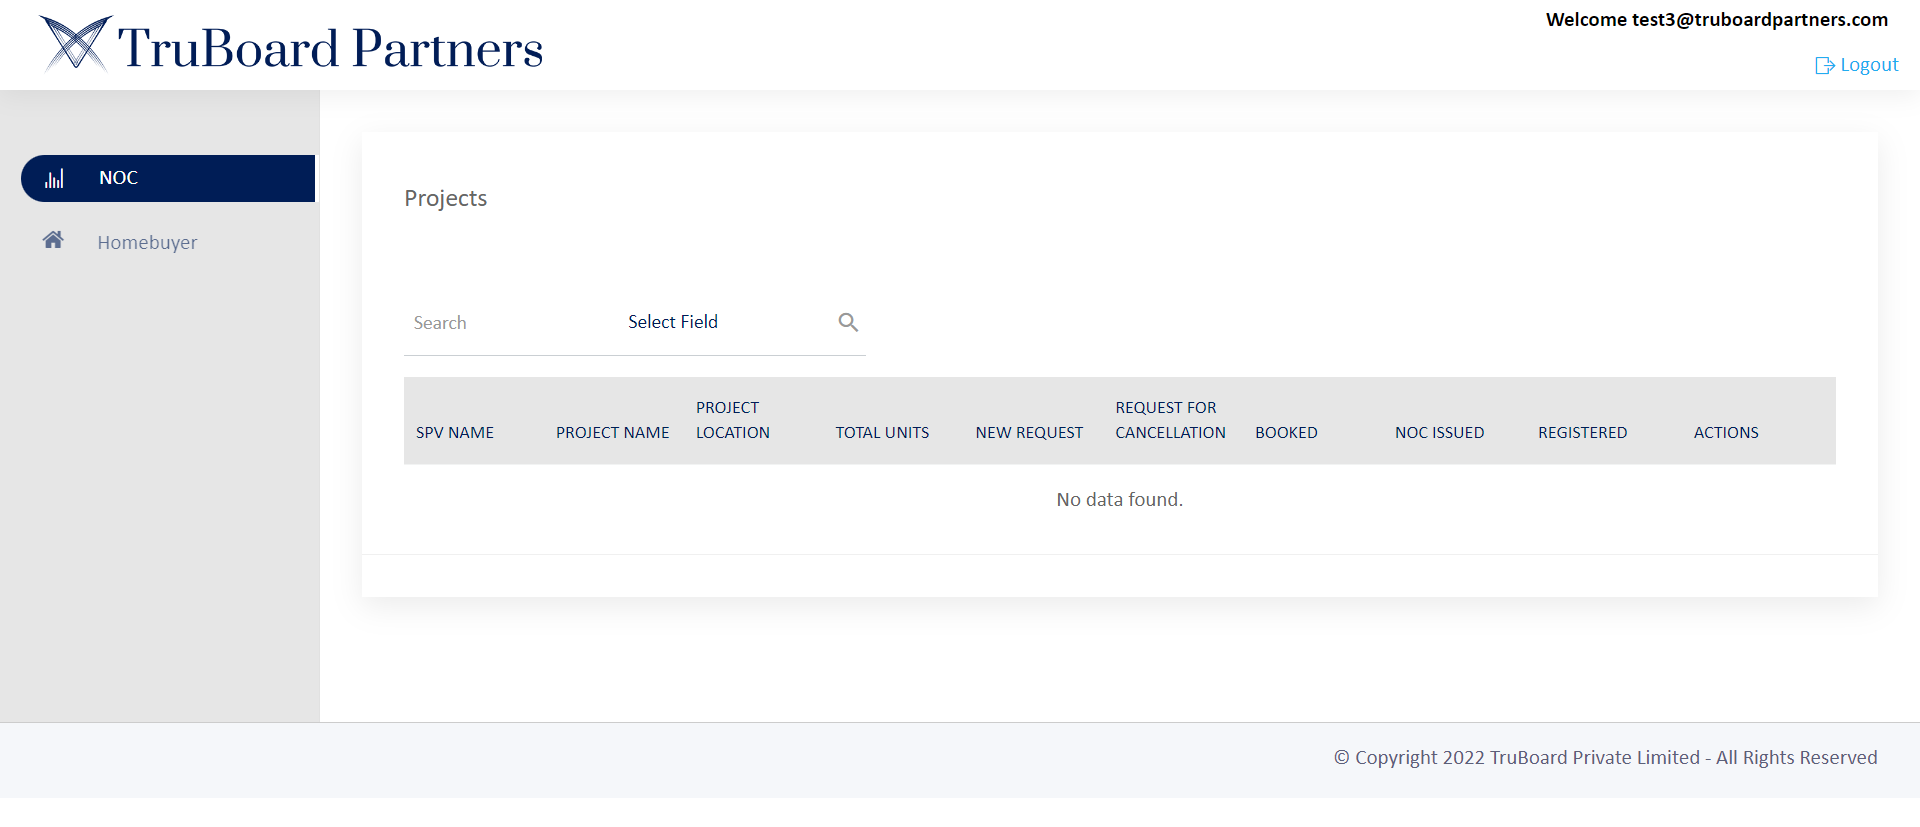 TruBoard Partners
Welcome test3@truboardpartners.com
Logout
NOC
Homebuyer
Projects
Search Select Field
SPV NAME PROJECT NAME PROJECT LOCATION TOTAL UNITS NEW REQUEST REQUEST FOR CANCELLATION BOOKED NOC ISSUED REGISTERED ACTIONS
No data found.
© Copyright 2022 TruBoard Private Limited - All Rights Reserved